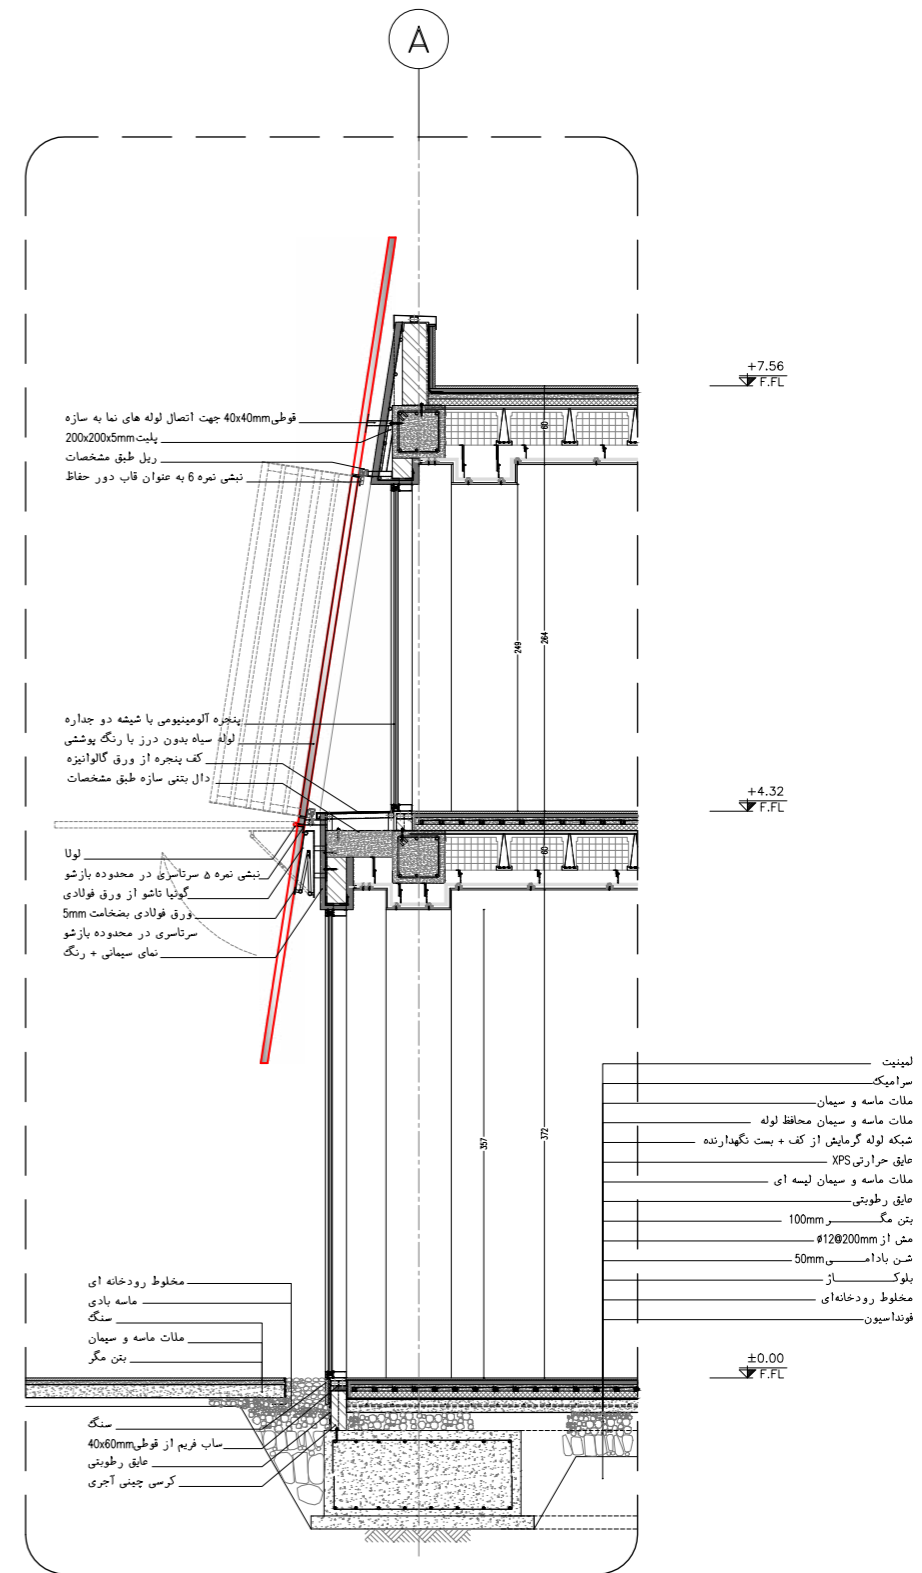 A
+7.56
F.FL
قوطی 40x40mm جهت اتصال لوله های نما به سازه
پلیت 200x200x5mm
ریل طبق مشخصات
نبشی نمره 6 به عنوان قاب دور حفاظ
60
249
264
پنجره آلومینیومی با شیشه دو جداره
لوله سیاه بدون درز با رنگ پوششی
کف پنجره از ورق گالوانیزه
دال بتنی سازه طبق مشخصات
+4.32
F.FL
60
لولا
نبشی نمره ۵ سرتاسری در محدوده بازشو
گونیا تاشو از ورق فولادی
ورق فولادی بضخامت 5mm
سرتاسری در محدوده بازشو
نمای سیمانی + رنگ
357
372
لمینیت
سرامیک
ملات ماسه و سیمان
ملات ماسه و سیمان محافظ لوله
شبکه لوله گرمایش از کف + بست نگهدارنده
عایق حرارتی XPS
ملات ماسه و سیمان لیسه ای
عایق رطوبتی
بتن مگر 100mm
مش از ø12@200mm
شن بادامی 50mm
بلوکاژ
مخلوط رودخانه‌ای
فونداسیون
مخلوط رودخانه ای
ماسه بادی
سنگ
ملات ماسه و سیمان
بتن مگر
±0.00
F.FL
سنگ
ساب فریم از قوطی 40x60mm
عایق رطوبتی
کرسی چینی آجری